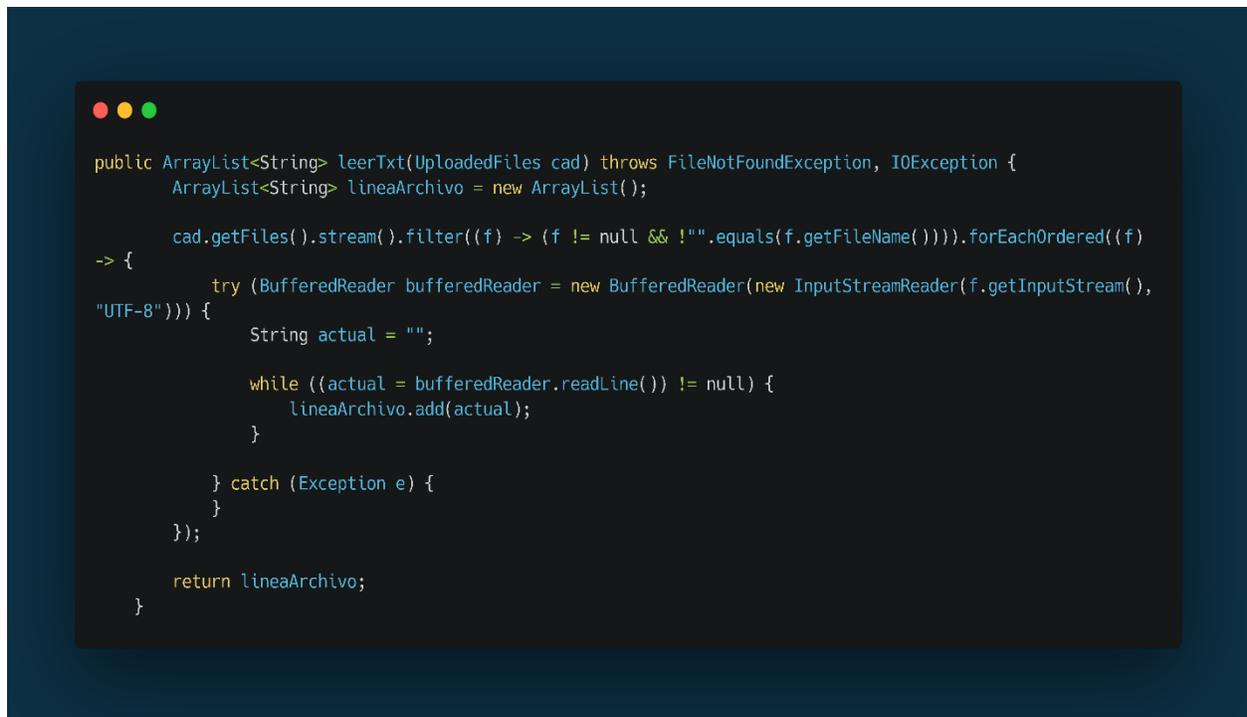 public ArrayList<String> leerTxt(UploadedFiles cad) throws FileNotFoundException, IOException {
        ArrayList<String> lineaArchivo = new ArrayList();

        cad.getFiles().stream().filter((f) -> (f != null && !"".equals(f.getFileName()))).forEachOrdered((f)
-> {
            try (BufferedReader bufferedReader = new BufferedReader(new InputStreamReader(f.getInputStream(),
"UTF-8"))) {
                String actual = "";

                while ((actual = bufferedReader.readLine()) != null) {
                    lineaArchivo.add(actual);
                }

            } catch (Exception e) {
            }
        });

        return lineaArchivo;
    }